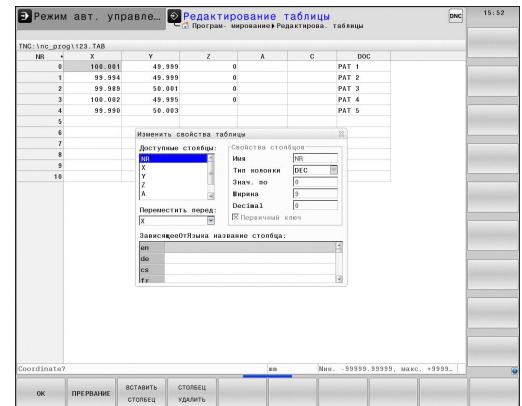 Режим авт. управле…
Редактирование таблицы
Програм- мирование▸Редактирова. таблицы
DNC
15:52
TNC:\nc_prog\123.TAB
NR X Y Z A C DOC
0 100.001 49.999 0 PAT 1
1 99.994 49.999 0 PAT 2
2 99.989 50.001 0 PAT 3
3 100.002 49.995 0 PAT 4
4 99.990 50.003 PAT 5
5
6
7
8
9
10
Изменить свойства таблицы
Доступные столбцы:
NR
X
Y
Z
A
Переместить перед:
X
Свойства столбцов
Имя NR
Тип колонки DEC
Знач. по 0
Ширина 9
Decimal 0
Первичный ключ
ЗависящееОтЯзыка название столбца:
en
de
cs
fr
Coordinate? mm Мин. -99999.99999, макс. +9999…
OK
ПРЕРВАНИЕ
ВСТАВИТЬ СТОЛБЕЦ
СТОЛБЕЦ УДАЛИТЬ